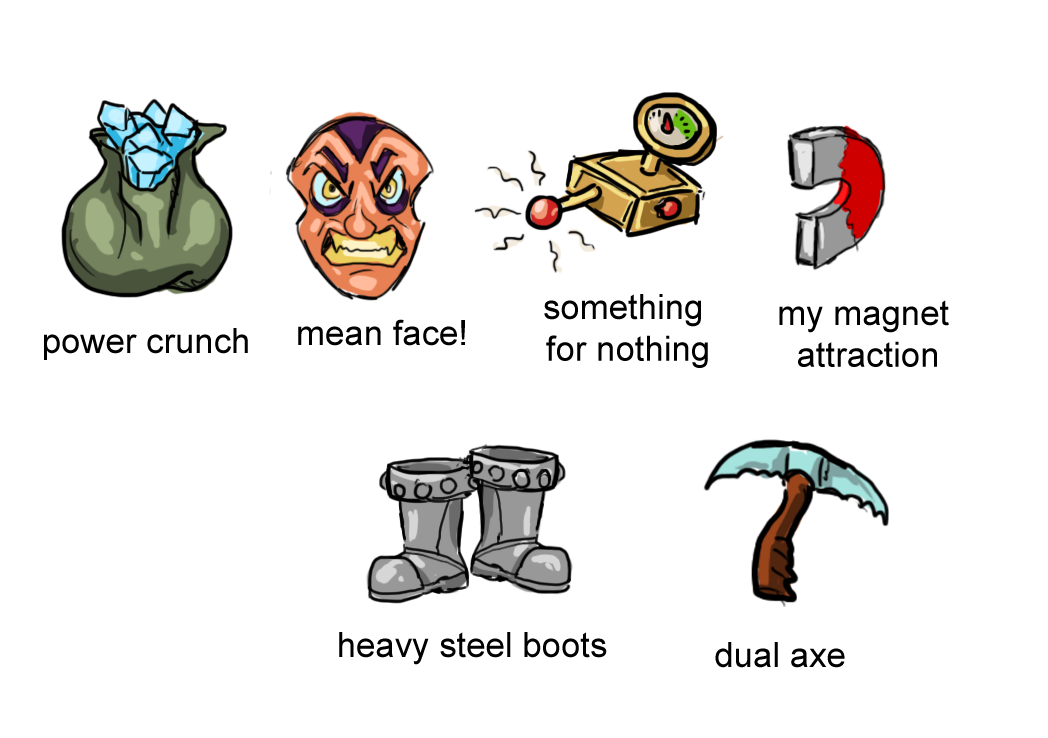 power crunch
mean face!
something
for nothing
my magnet
attraction
heavy steel boots
dual axe